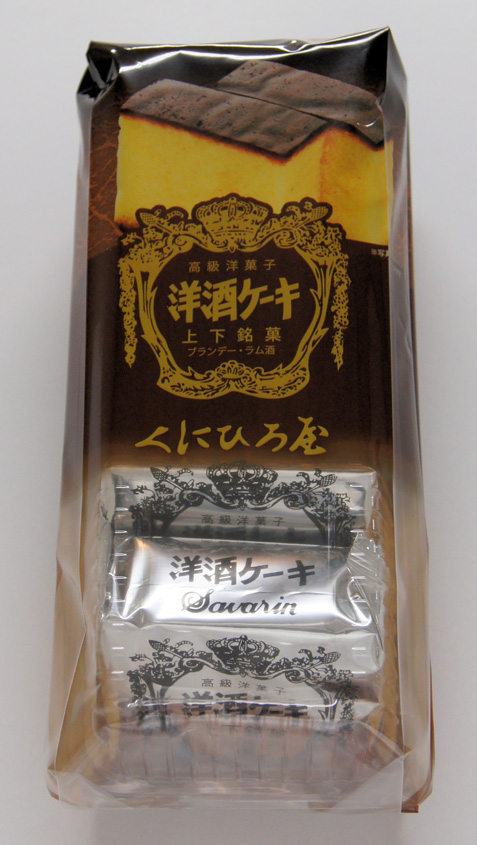 ※写真
高級洋菓子
洋酒ケーキ
上下銘菓
ブランデー・ラム酒
くにひろ屋
高級洋菓子
洋酒ケーキ
Savarin
高級洋菓子
洋酒ケーキ